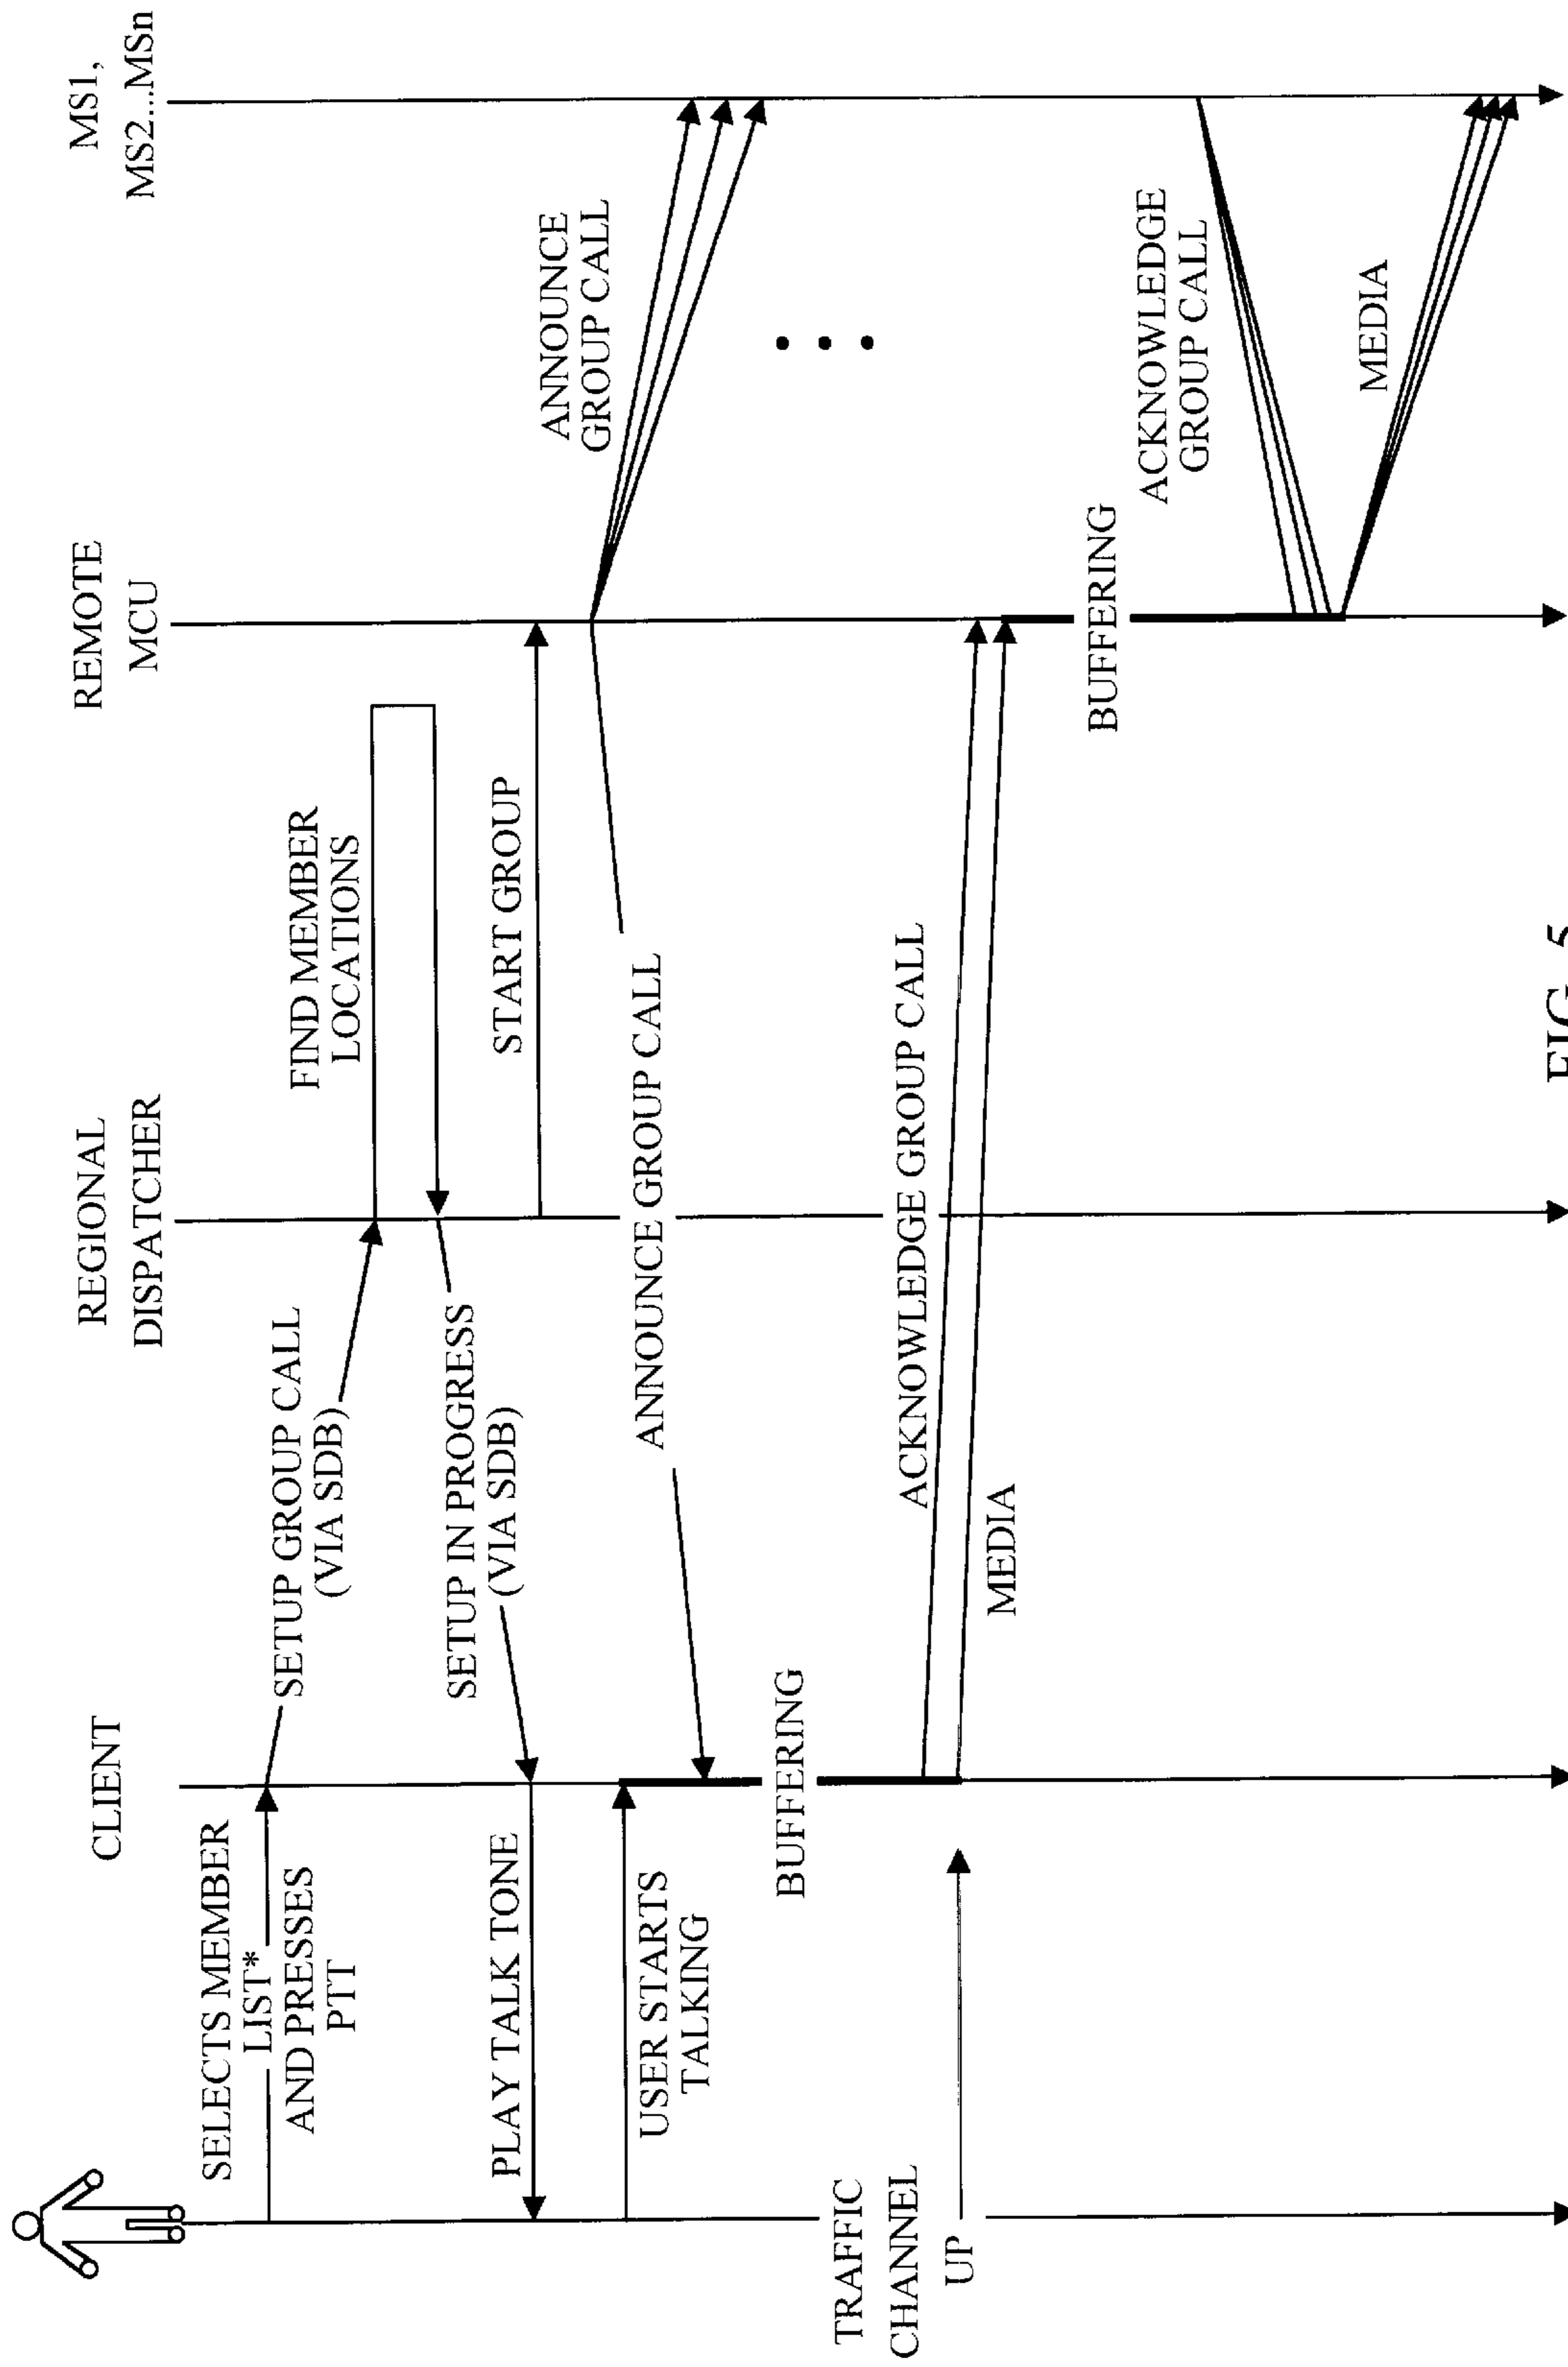 CLIENT
REGIONAL
DISPATCHER
REMOTE
MCU
MS1,
MS2...MSn
SELECTS MEMBER
LIST*
AND PRESSES
PTT
SETUP GROUP CALL
(VIA SDB)
FIND MEMBER
LOCATIONS
SETUP IN PROGRESS
(VIA SDB)
PLAY TALK TONE
START GROUP
ANNOUNCE
GROUP CALL
USER STARTS
TALKING
ANNOUNCE GROUP CALL
BUFFERING
TRAFFIC
CHANNEL
UP
ACKNOWLEDGE GROUP CALL
MEDIA
BUFFERING
ACKNOWLEDGE
GROUP CALL
MEDIA
FIG. 5